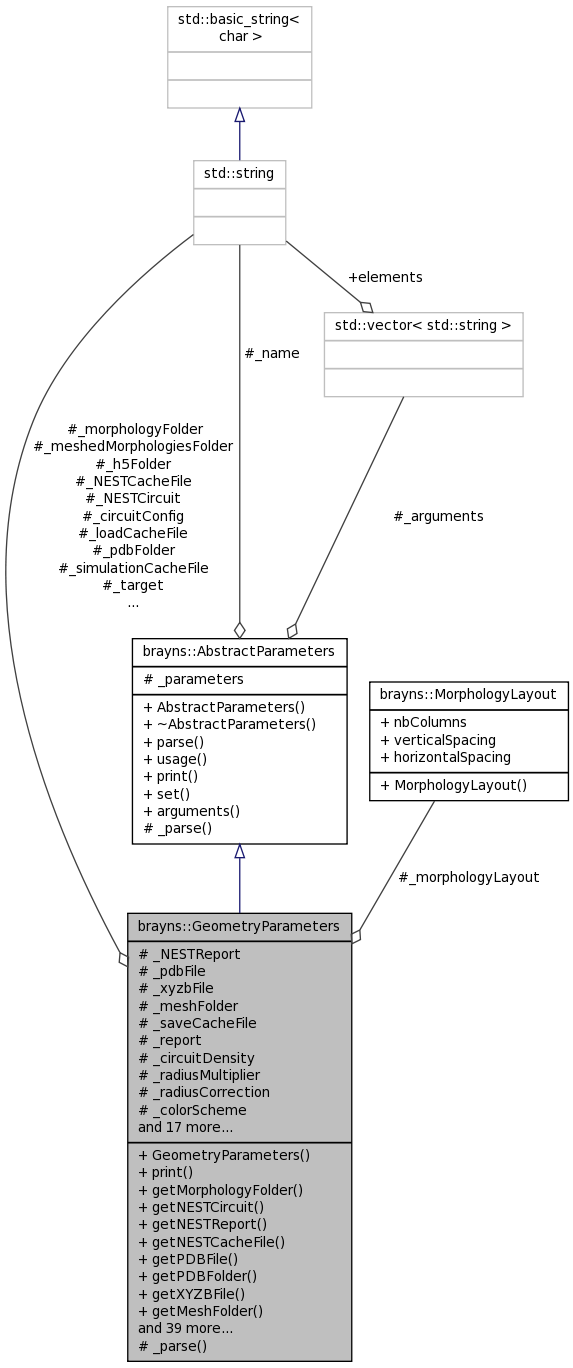 std::basic_string<
char >
std::string
+elements
std::vector< std::string >
#_name
#_morphologyFolder
#_meshedMorphologiesFolder
#_h5Folder
#_NESTCacheFile
#_NESTCircuit
#_circuitConfig
#_loadCacheFile
#_pdbFolder
#_simulationCacheFile
#_target
...
#_arguments
brayns::AbstractParameters
# _parameters
+ AbstractParameters()
+ ~AbstractParameters()
+ parse()
+ usage()
+ print()
+ set()
+ arguments()
# _parse()
brayns::MorphologyLayout
+ nbColumns
+ verticalSpacing
+ horizontalSpacing
+ MorphologyLayout()
#_morphologyLayout
brayns::GeometryParameters
# _NESTReport
# _pdbFile
# _xyzbFile
# _meshFolder
# _saveCacheFile
# _report
# _circuitDensity
# _radiusMultiplier
# _radiusCorrection
# _colorScheme
and 17 more...
+ GeometryParameters()
+ print()
+ getMorphologyFolder()
+ getNESTCircuit()
+ getNESTReport()
+ getNESTCacheFile()
+ getPDBFile()
+ getPDBFolder()
+ getXYZBFile()
+ getMeshFolder()
and 39 more...
# _parse()